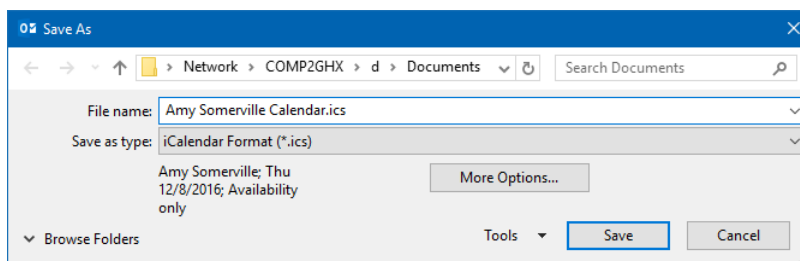 Save As
Network > COMP2GHX > d > Documents
Search Documents
File name: Amy Somerville Calendar.ics
Save as type: iCalendar Format (*.ics)
Amy Somerville; Thu
12/8/2016; Availability
only
More Options...
Browse Folders
Tools
Save
Cancel